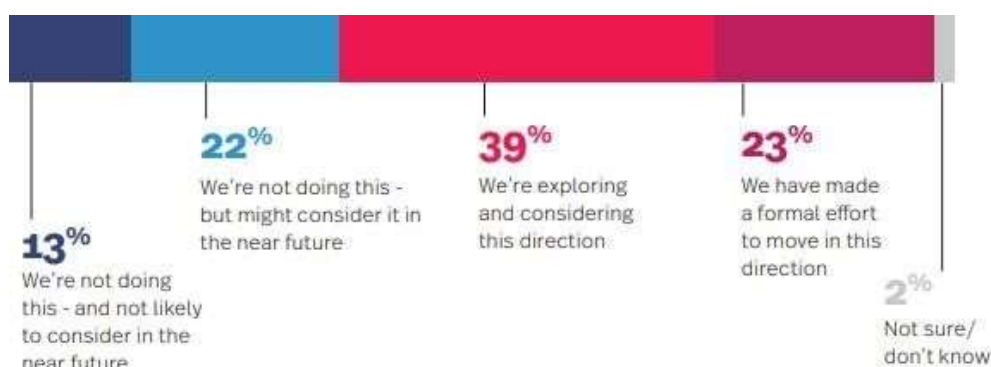 13%
We're not doing
this - and not likely
to consider in the
near future
22%
We're not doing this -
but might consider it in
the near future
39%
We're exploring
and considering
this direction
23%
We have made
a formal effort
to move in this
direction
2%
Not sure/
don't know